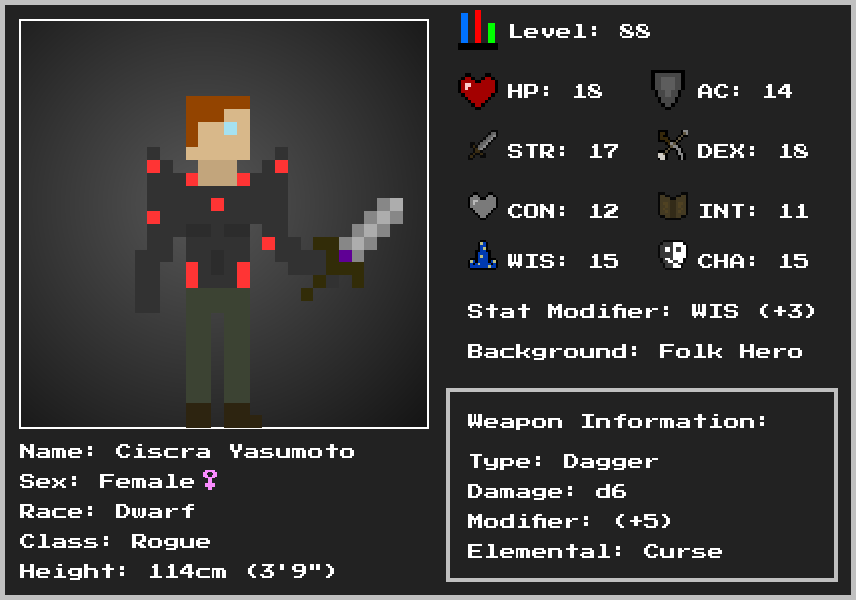 Level: 88
HP: 18
AC: 14
STR: 17
DEX: 18
CON: 12
INT: 11
WIS: 15
CHA: 15
Stat Modifier: WIS (+3)
Background: Folk Hero
Weapon Information:
Type: Dagger
Damage: d6
Modifier: (+5)
Elemental: Curse
Name: Ciscra Yasumoto
Sex: Female♀
Race: Dwarf
Class: Rogue
Height: 114cm (3'9")